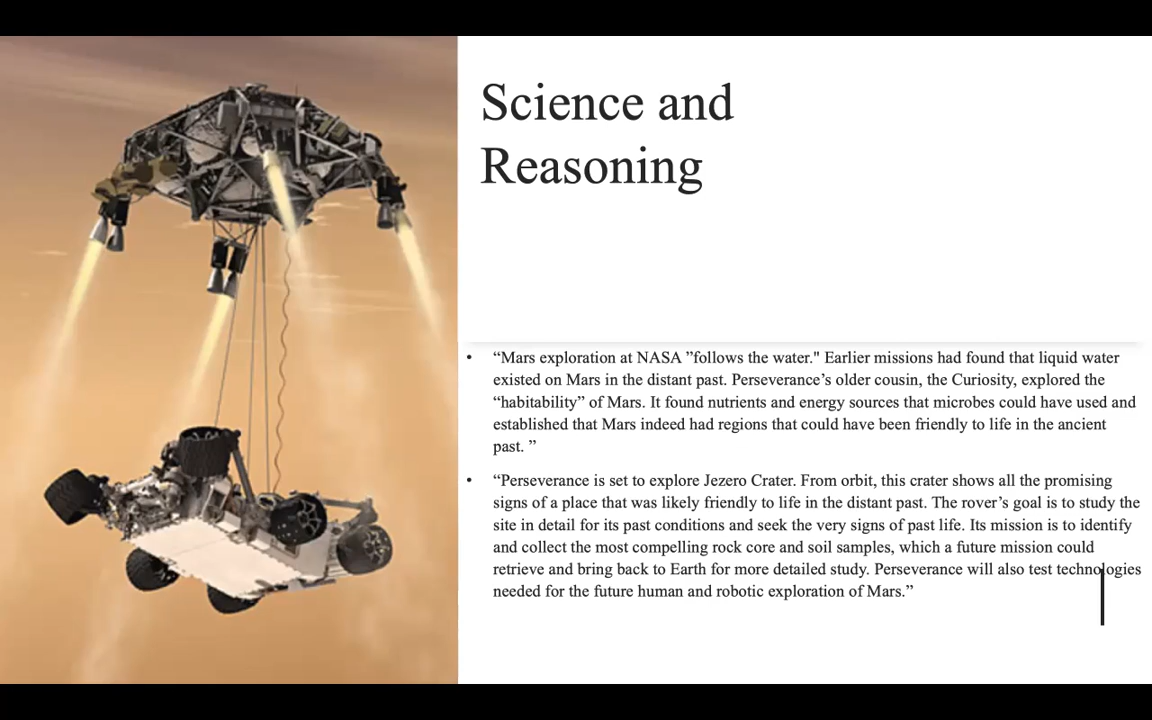 Science and
Reasoning
• “Mars exploration at NASA ”follows the water." Earlier missions had found that liquid water
existed on Mars in the distant past. Perseverance’s older cousin, the Curiosity, explored the
“habitability” of Mars. It found nutrients and energy sources that microbes could have used and
established that Mars indeed had regions that could have been friendly to life in the ancient
past. ”
• “Perseverance is set to explore Jezero Crater. From orbit, this crater shows all the promising
signs of a place that was likely friendly to life in the distant past. The rover’s goal is to study the
site in detail for its past conditions and seek the very signs of past life. Its mission is to identify
and collect the most compelling rock core and soil samples, which a future mission could
retrieve and bring back to Earth for more detailed study. Perseverance will also test technologies
needed for the future human and robotic exploration of Mars.”